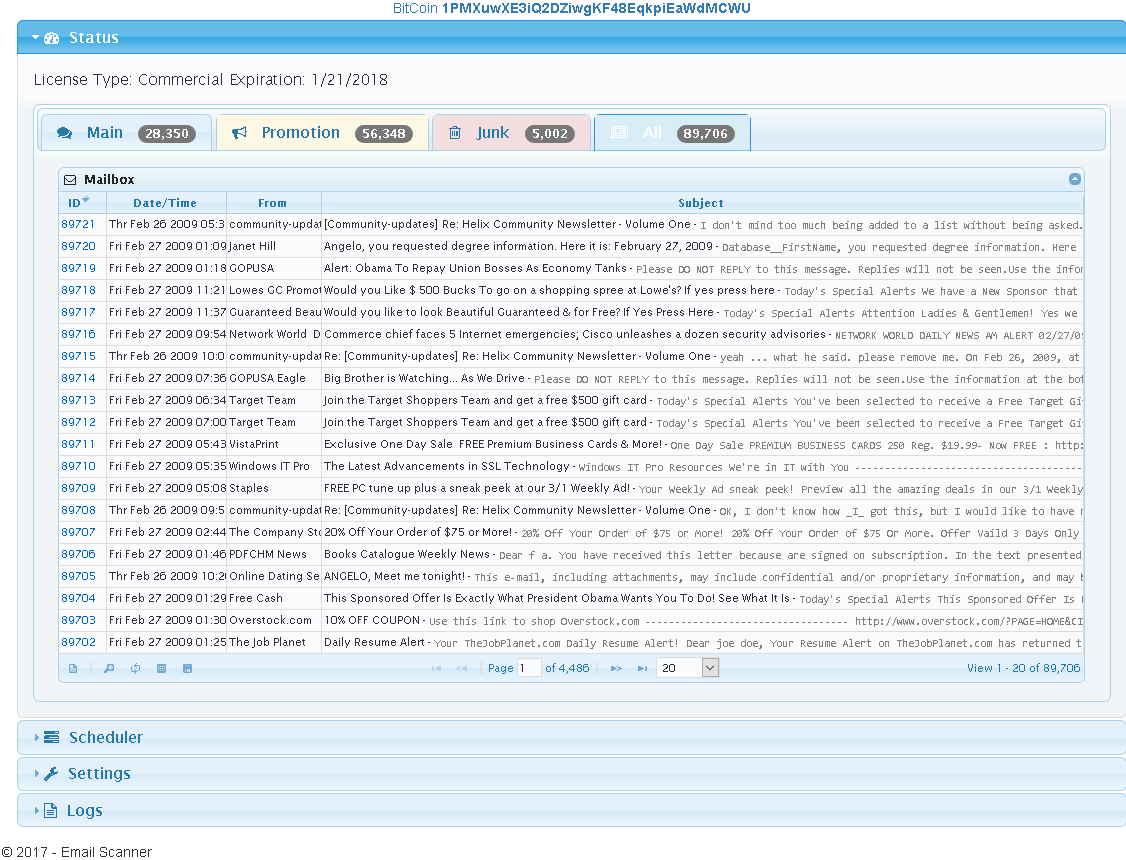 BitCoin 1PMXuwXE3iQ2DZiwgKF48EqkpiEaWdMCWU
Status
License Type: Commercial Expiration: 1/21/2018
Main 28,350 Promotion 56,348 Junk 5,002 All 89,706
Mailbox
ID Date/Time From Subject
89721 Thr Feb 26 2009 05:3 community-updat [Community-updates] Re: Helix Community Newsletter - Volume One - I don't mind too much being added to a list without being asked.
89720 Fri Feb 27 2009 01:09 Janet Hill Angelo, you requested degree information. Here it is: February 27, 2009 - Database__FirstName, you requested degree information. Here
89719 Fri Feb 27 2009 01:18 GOPUSA Alert: Obama To Repay Union Bosses As Economy Tanks - Please DO NOT REPLY to this message. Replies will not be seen.Use the infor
89718 Fri Feb 27 2009 11:21 Lowes GC Promot Would you Like $ 500 Bucks To go on a shopping spree at Lowe's? If yes press here - Today's Special Alerts We have a New Sponsor that
89717 Fri Feb 27 2009 11:37 Guaranteed Beau Would you like to look Beautiful Guaranteed & for Free? If Yes Press Here - Today's Special Alerts Attention Ladies & Gentlemen! Yes we
89716 Fri Feb 27 2009 09:54 Network World D Commerce chief faces 5 Internet emergencies; Cisco unleashes a dozen security advisories - NETWORK WORLD DAILY NEWS AM ALERT 02/27/09
89715 Thr Feb 26 2009 10:0 community-updat Re: [Community-updates] Re: Helix Community Newsletter - Volume One - yeah ... what he said. please remove me. On Feb 26, 2009, at
89714 Fri Feb 27 2009 07:36 GOPUSA Eagle Big Brother is Watching... As We Drive - Please DO NOT REPLY to this message. Replies will not be seen.Use the information at the bot
89713 Fri Feb 27 2009 06:34 Target Team Join the Target Shoppers Team and get a free $500 gift card - Today's Special Alerts You've been selected to receive a Free Target Gi
89712 Fri Feb 27 2009 07:00 Target Team Join the Target Shoppers Team and get a free $500 gift card - Today's Special Alerts You've been selected to receive a Free Target Gi
89711 Fri Feb 27 2009 05:43 VistaPrint Exclusive One Day Sale  FREE Premium Business Cards & More! - One Day Sale PREMIUM BUSINESS CARDS 250 Reg. $19.99- Now FREE : http:
89710 Fri Feb 27 2009 05:35 Windows IT Pro The Latest Advancements in SSL Technology - Windows IT Pro Resources We're in IT with You -----------------------------------
89709 Fri Feb 27 2009 05:08 Staples FREE PC tune up plus a sneak peek at our 3/1 Weekly Ad! - Your Weekly Ad sneak peek! Preview all the amazing deals in our 3/1 Weekly
89708 Thr Feb 26 2009 09:5 community-updat Re: [Community-updates] Re: Helix Community Newsletter - Volume One - OK, I don't know how _I_ got this, but I would like to have
89707 Fri Feb 27 2009 02:44 The Company Sto 20% Off Your Order of $75 or More! - 20% Off Your Order of $75 or More! 20% Off Your Order of $75 Or More. Offer Vaild 3 Days Only
89706 Fri Feb 27 2009 01:46 PDFCHM News Books Catalogue Weekly News - Dear f a. You have received this letter because are signed on subscription. In the text presented
89705 Thr Feb 26 2009 10:20 Online Dating Se ANGELO, Meet me tonight! - This e-mail, including attachments, may include confidential and/or proprietary information, and may b
89704 Fri Feb 27 2009 01:29 Free Cash This Sponsored Offer Is Exactly What President Obama Wants You To Do! See What It Is - Today's Special Alerts This Sponsored Offer Is
89703 Fri Feb 27 2009 01:30 Overstock.com 10% OFF COUPON - Use this link to shop Overstock.com ------------------------------ http://www.overstock.com/?PAGE=HOME&CI
89702 Fri Feb 27 2009 01:25 The Job Planet Daily Resume Alert - Your TheJobPlanet.com Daily Resume Alert! Dear joe doe, Your Resume Alert on TheJobPlanet.com has returned t
Page 1 of 4,486 20 View 1 - 20 of 89,706
Scheduler
Settings
Logs
© 2017 - Email Scanner